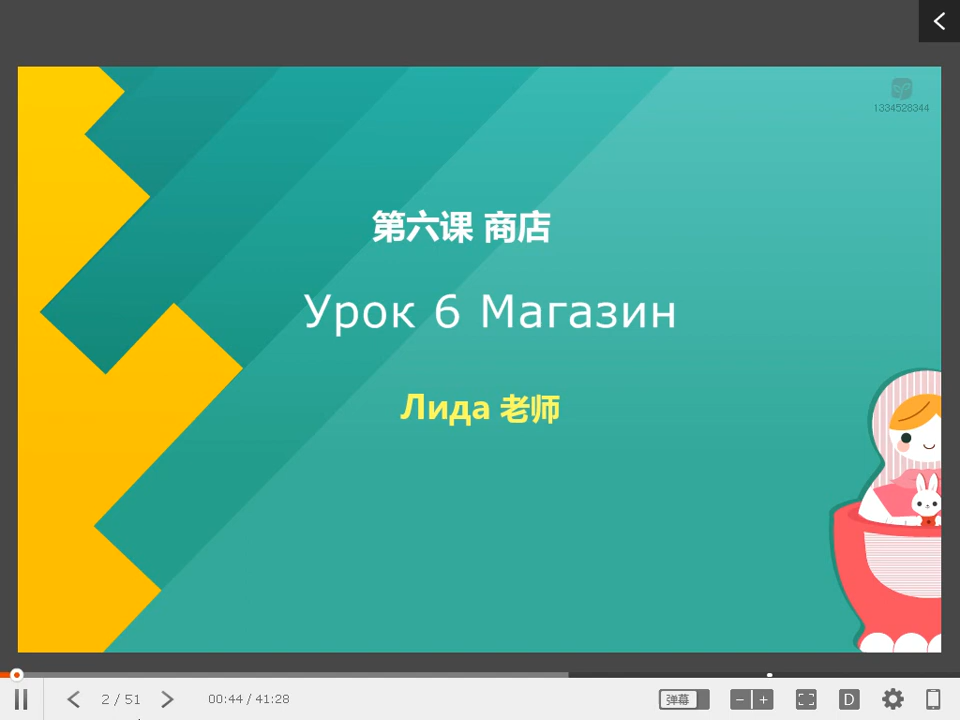 1334528344
第六课 商店
Урок 6 Магазин
Лида 老师
2 / 51
00:44 / 41:28
弹幕
D